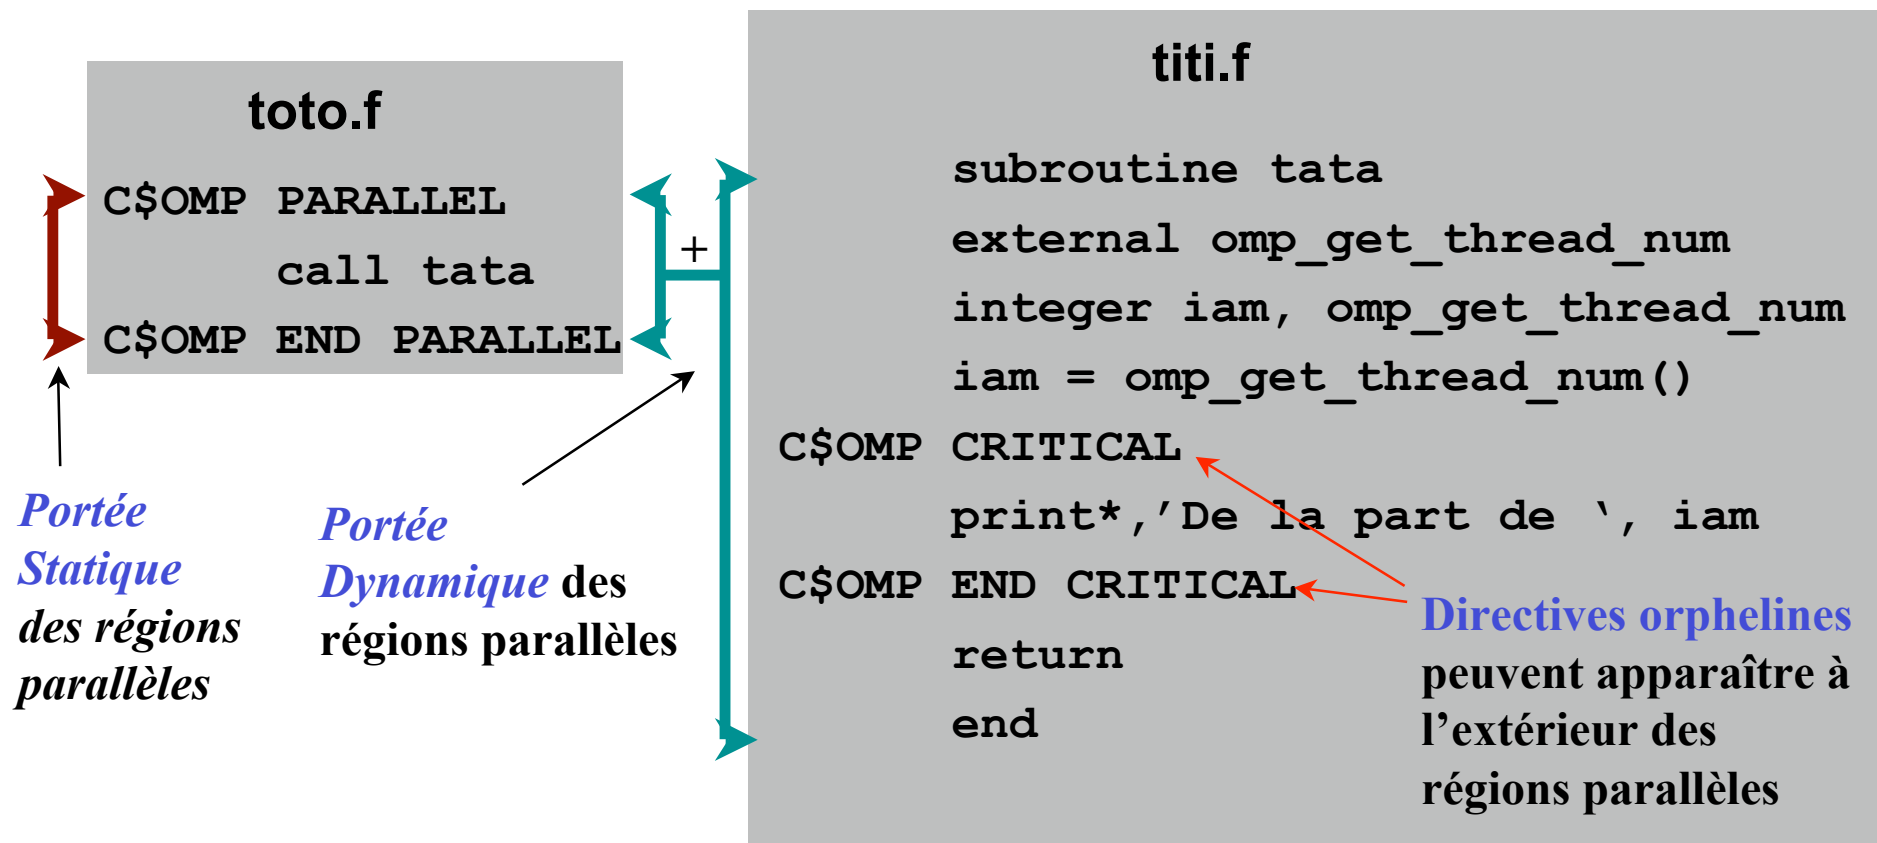 toto.f
C$OMP PARALLEL
call tata
C$OMP END PARALLEL
+
Portée
Statique
des régions
parallèles
Portée
Dynamique des
régions parallèles
titi.f
subroutine tata
external omp_get_thread_num
integer iam, omp_get_thread_num
iam = omp_get_thread_num()
C$OMP CRITICAL
print*,’De la part de ‘, iam
C$OMP END CRITICAL
return
end
Directives orphelines
peuvent apparaître à
l’extérieur des
régions parallèles